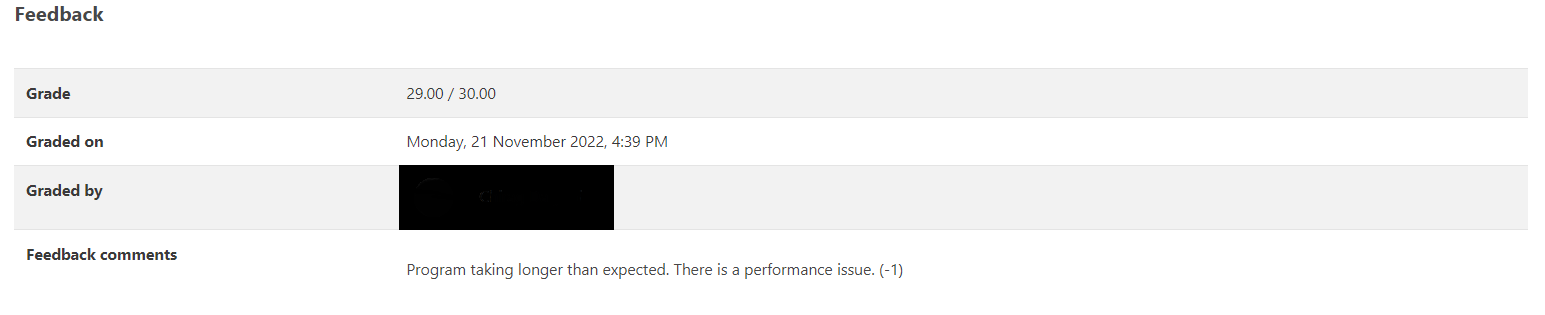 Feedback
Grade 29.00 / 30.00
Graded on Monday, 21 November 2022, 4:39 PM
Graded by
Feedback comments
Program taking longer than expected. There is a performance issue. (-1)